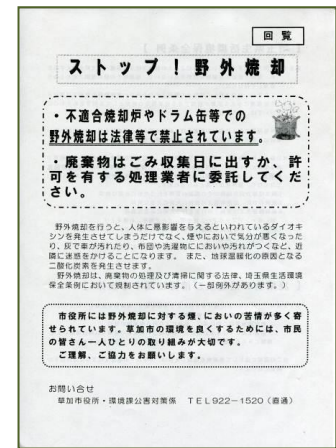 回覧
ストップ！野外焼却
・不適合焼却炉やドラム缶等での
野外焼却は法律等で禁止されています。
・廃棄物はごみ収集日に出すか、許
可を有する処理業者に委託してくだ
さい。
野外焼却を行うと、人体に悪影響を与えるといわれているダイオキ
シンを発生させてしまうだけでなく、煙やにおいで気分が悪くなった
り、灰で車が汚れたり、布団や洗濯物ににおいや汚れがつくなど、近
隣に迷惑をかけることになります。また、地球温暖化の原因となる
二酸化炭素を発生させます。
野外焼却は、廃棄物の処理及び清掃に関する法律、埼玉県生活環境
保全条例において規制されています。（一部例外があります。）
市役所には野外焼却に対する煙、においの苦情が多く寄
せられています。草加市の環境を良くするためには、市民
の皆さん一人ひとりの取り組みが大切です。
ご理解、ご協力をお願いします。
お問い合せ
草加市役所・環境課公害対策係　ＴＥＬ922－1520（直通）